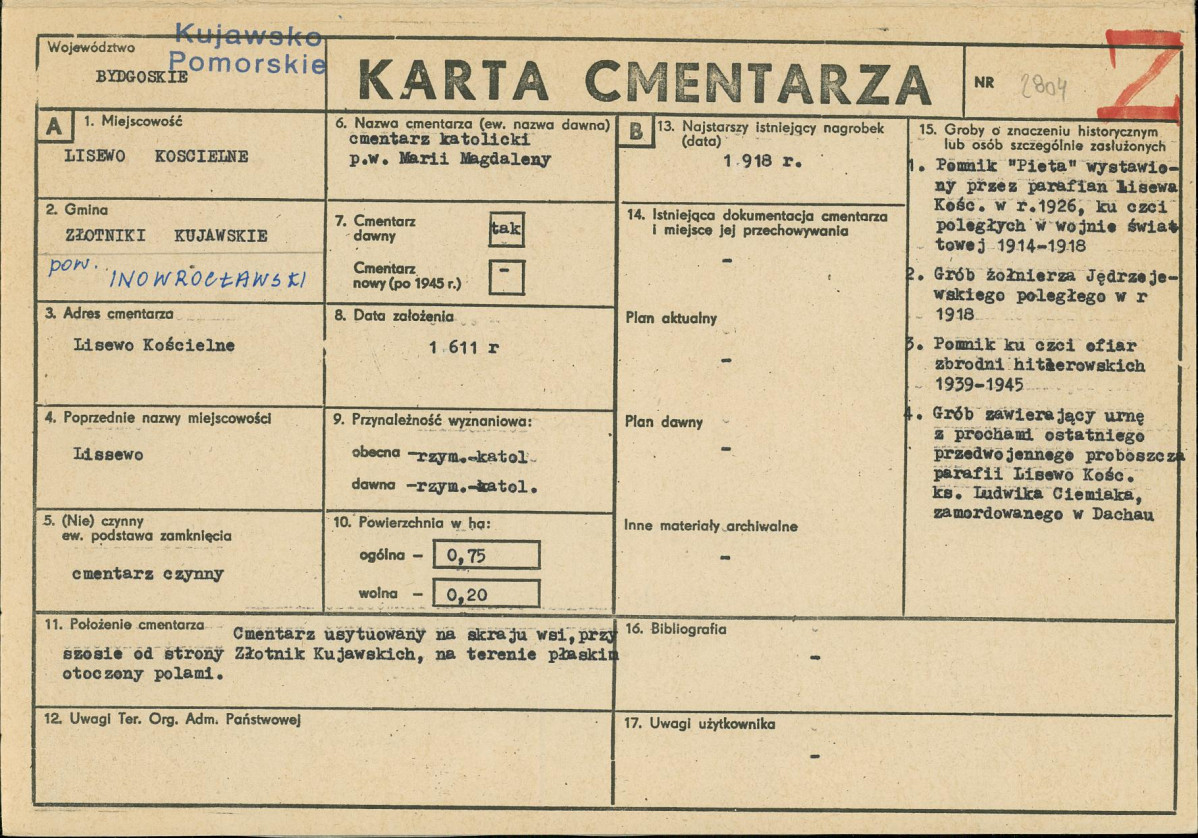 Kujawsko
Pomorskie
Województwo
BYDGOSKIE
KARTA CMENTARZA
NR 2804
Z
A
1. Miejscowość
LISEWO KOSCIELNE
2. Gmina
ZŁOTNIKI KUJAWSKIE
pow. INOWROCŁAWSKI
3. Adres cmentarza
Lisewo Kościelne
4. Poprzednie nazwy miejscowości
Lissewo
5. (Nie) czynny
ew. podstawa zamknięcia
cmentarz czynny
6. Nazwa cmentarza (ew. nazwa dawna)
cmentarz katolicki
p.w. Marii Magdaleny
7. Cmentarz
dawny
tak
Cmentarz
nowy (po 1945 r.)
-
8. Data założenia
1611 r
9. Przynależność wyznaniowa:
obecna -rzym.-katol
dawna -rzym.-katol.
10. Powierzchnia w ha:
ogólna - 0,75
wolna - 0,20
11. Położenie cmentarza
Cmentarz usytuowany na skraju wsi,przy
szosie od strony Złotnik Kujawskich, na terenie płaskim
otoczony polami.
12. Uwagi Ter. Org. Adm. Państwowej
B
13. Najstarszy istniejący nagrobek
(data)
1918 r.
14. Istniejąca dokumentacja cmentarza
i miejsce jej przechowywania
-
Plan aktualny
-
Plan dawny
-
Inne materiały archiwalne
-
15. Groby o znaczeniu historycznym
lub osób szczególnie zasłużonych
1. Pomnik "Pieta" wystawio-
ny przez parafian Lisewa
Kośc. w r.1926, ku czci
poległych w wojnie świat
towej 1914-1918
2. Grób żołnierza Jędrzeje-
wskiego poległego w r
1918
3. Pomnik ku czci ofiar
zbrodni hitlerowskich
1939-1945
4. Grób zawierający urnę
z prochami ostatniego
przedwojennego proboszcza
parafii Lisewo Kośc.
ks. Ludwika Ciemiaka,
zamordowanego w Dachau
16. Bibliografia
-
17. Uwagi użytkownika
-